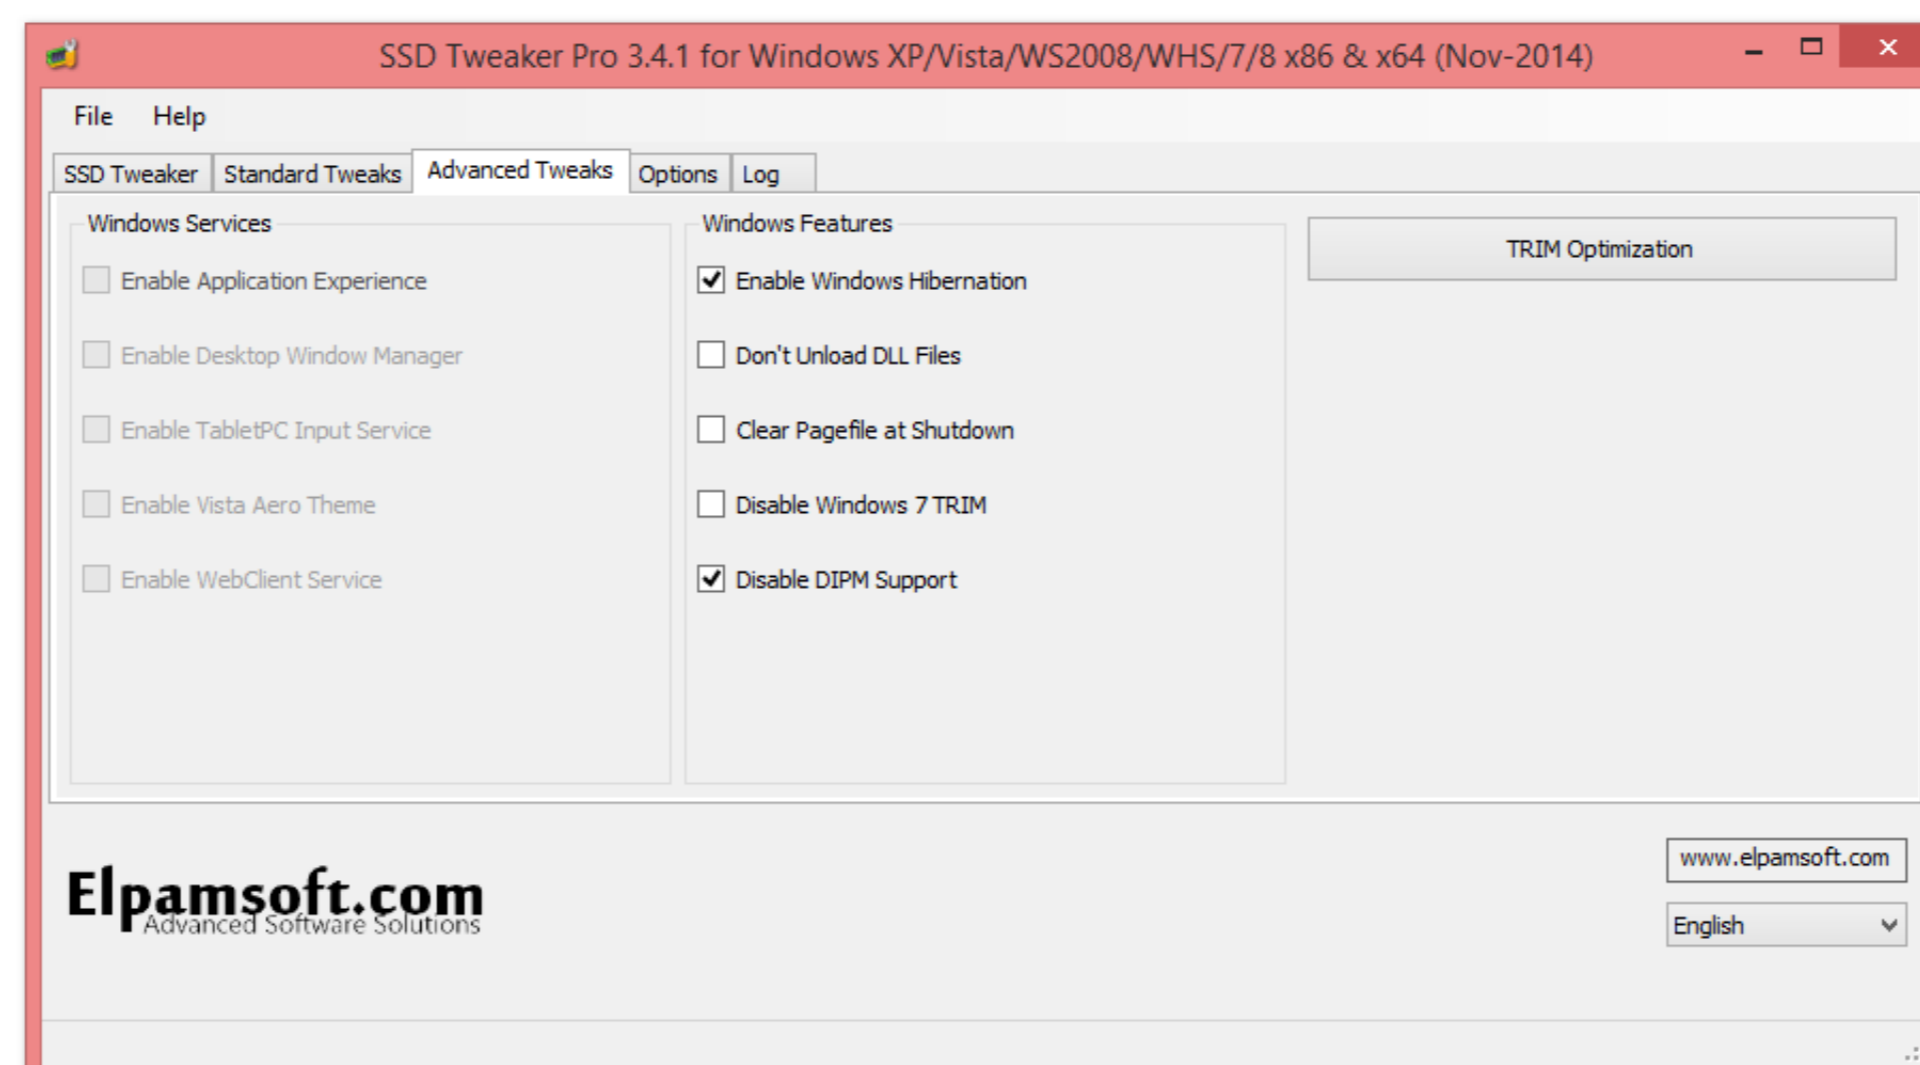 SSD Tweaker Pro 3.4.1 for Windows XP/Vista/WS2008/WHS/7/8 x86 & x64 (Nov-2014)
File Help
SSD Tweaker Standard Tweaks Advanced Tweaks Options Log
Windows Services
Enable Application Experience
Enable Desktop Window Manager
Enable TabletPC Input Service
Enable Vista Aero Theme
Enable WebClient Service
Windows Features
Enable Windows Hibernation
Don't Unload DLL Files
Clear Pagefile at Shutdown
Disable Windows 7 TRIM
Disable DIPM Support
TRIM Optimization
Elpamsoft.com
Advanced Software Solutions
www.elpamsoft.com
English